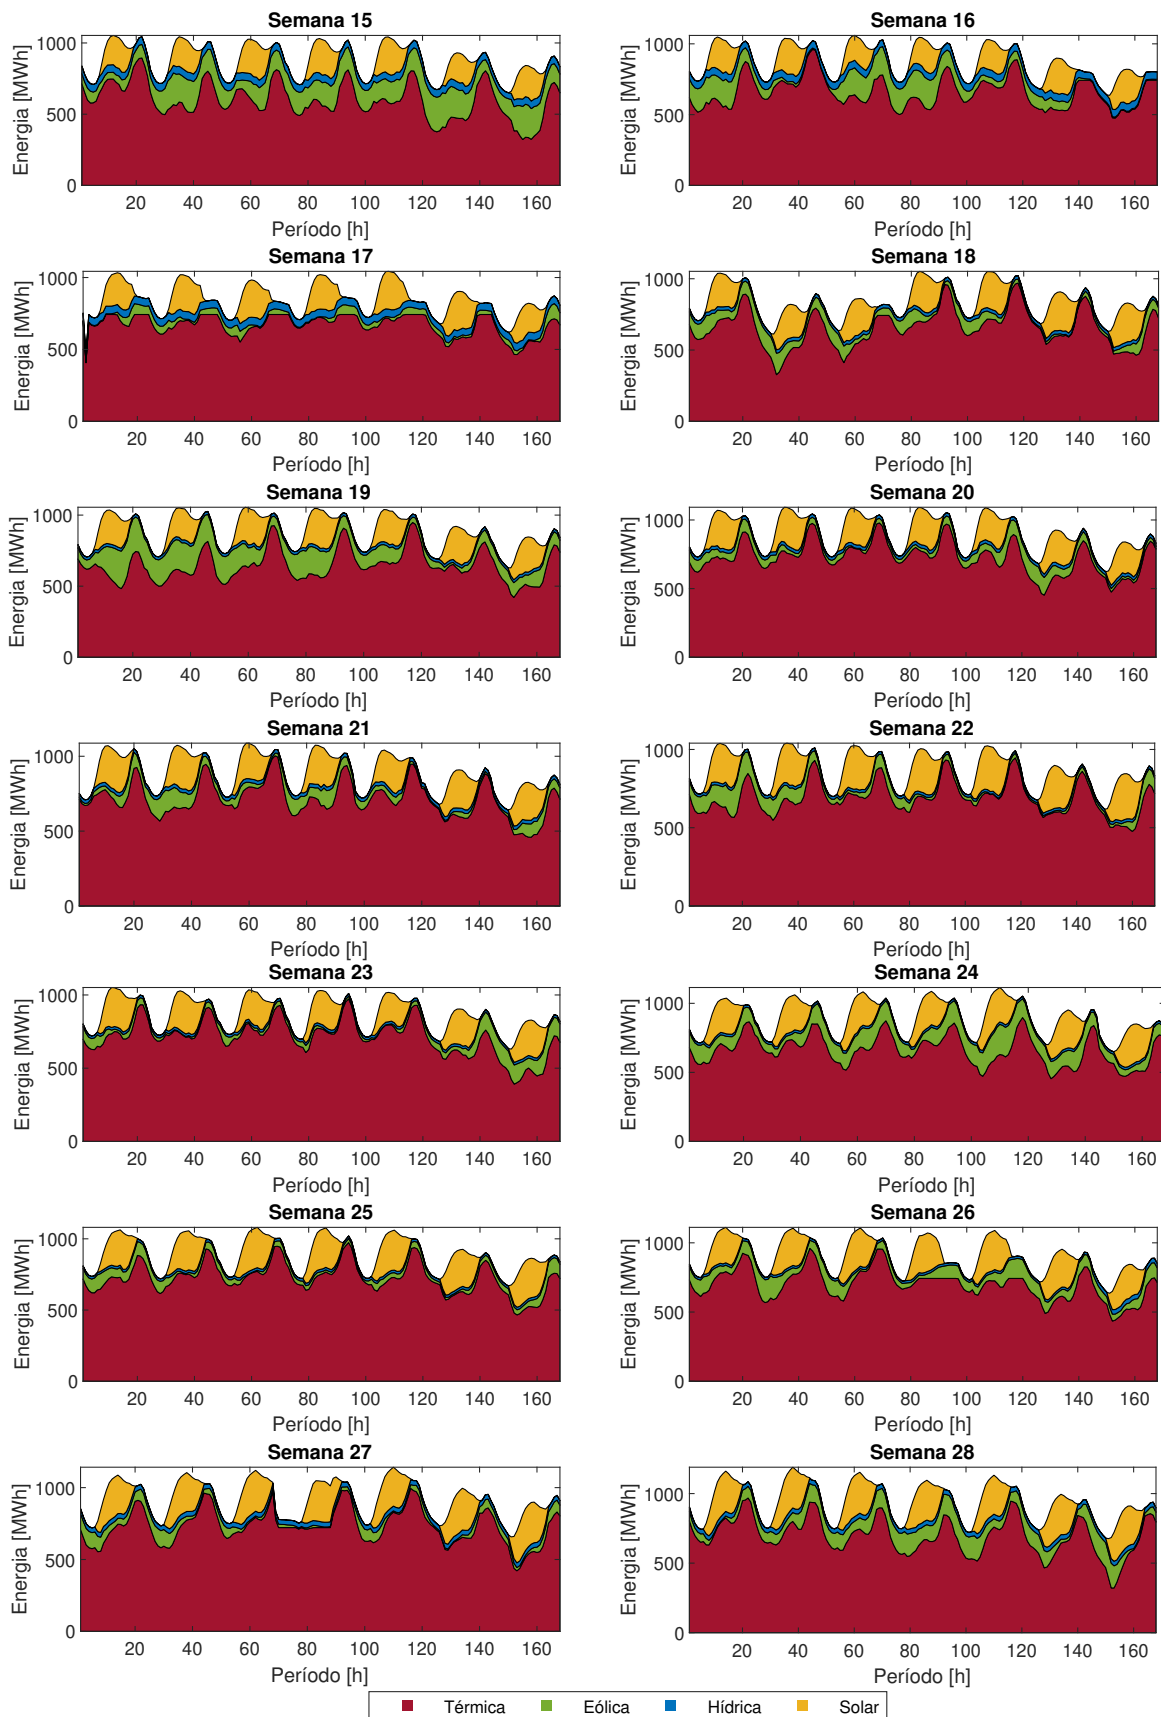 Semana 15
Energia [MWh]
1000
500
0
20 40 60 80 100 120 140 160
Período [h]
Semana 16
Energia [MWh]
1000
500
0
20 40 60 80 100 120 140 160
Período [h]
Semana 17
Energia [MWh]
1000
500
0
20 40 60 80 100 120 140 160
Período [h]
Semana 18
Energia [MWh]
1000
500
0
20 40 60 80 100 120 140 160
Período [h]
Semana 19
Energia [MWh]
1000
500
0
20 40 60 80 100 120 140 160
Período [h]
Semana 20
Energia [MWh]
1000
500
0
20 40 60 80 100 120 140 160
Período [h]
Semana 21
Energia [MWh]
1000
500
0
20 40 60 80 100 120 140 160
Período [h]
Semana 22
Energia [MWh]
1000
500
0
20 40 60 80 100 120 140 160
Período [h]
Semana 23
Energia [MWh]
1000
500
0
20 40 60 80 100 120 140 160
Período [h]
Semana 24
Energia [MWh]
1000
500
0
20 40 60 80 100 120 140 160
Período [h]
Semana 25
Energia [MWh]
1000
500
0
20 40 60 80 100 120 140 160
Período [h]
Semana 26
Energia [MWh]
1000
500
0
20 40 60 80 100 120 140 160
Período [h]
Semana 27
Energia [MWh]
1000
500
0
20 40 60 80 100 120 140 160
Período [h]
Semana 28
Energia [MWh]
1000
500
0
20 40 60 80 100 120 140 160
Período [h]
Térmica Eólica Hídrica Solar